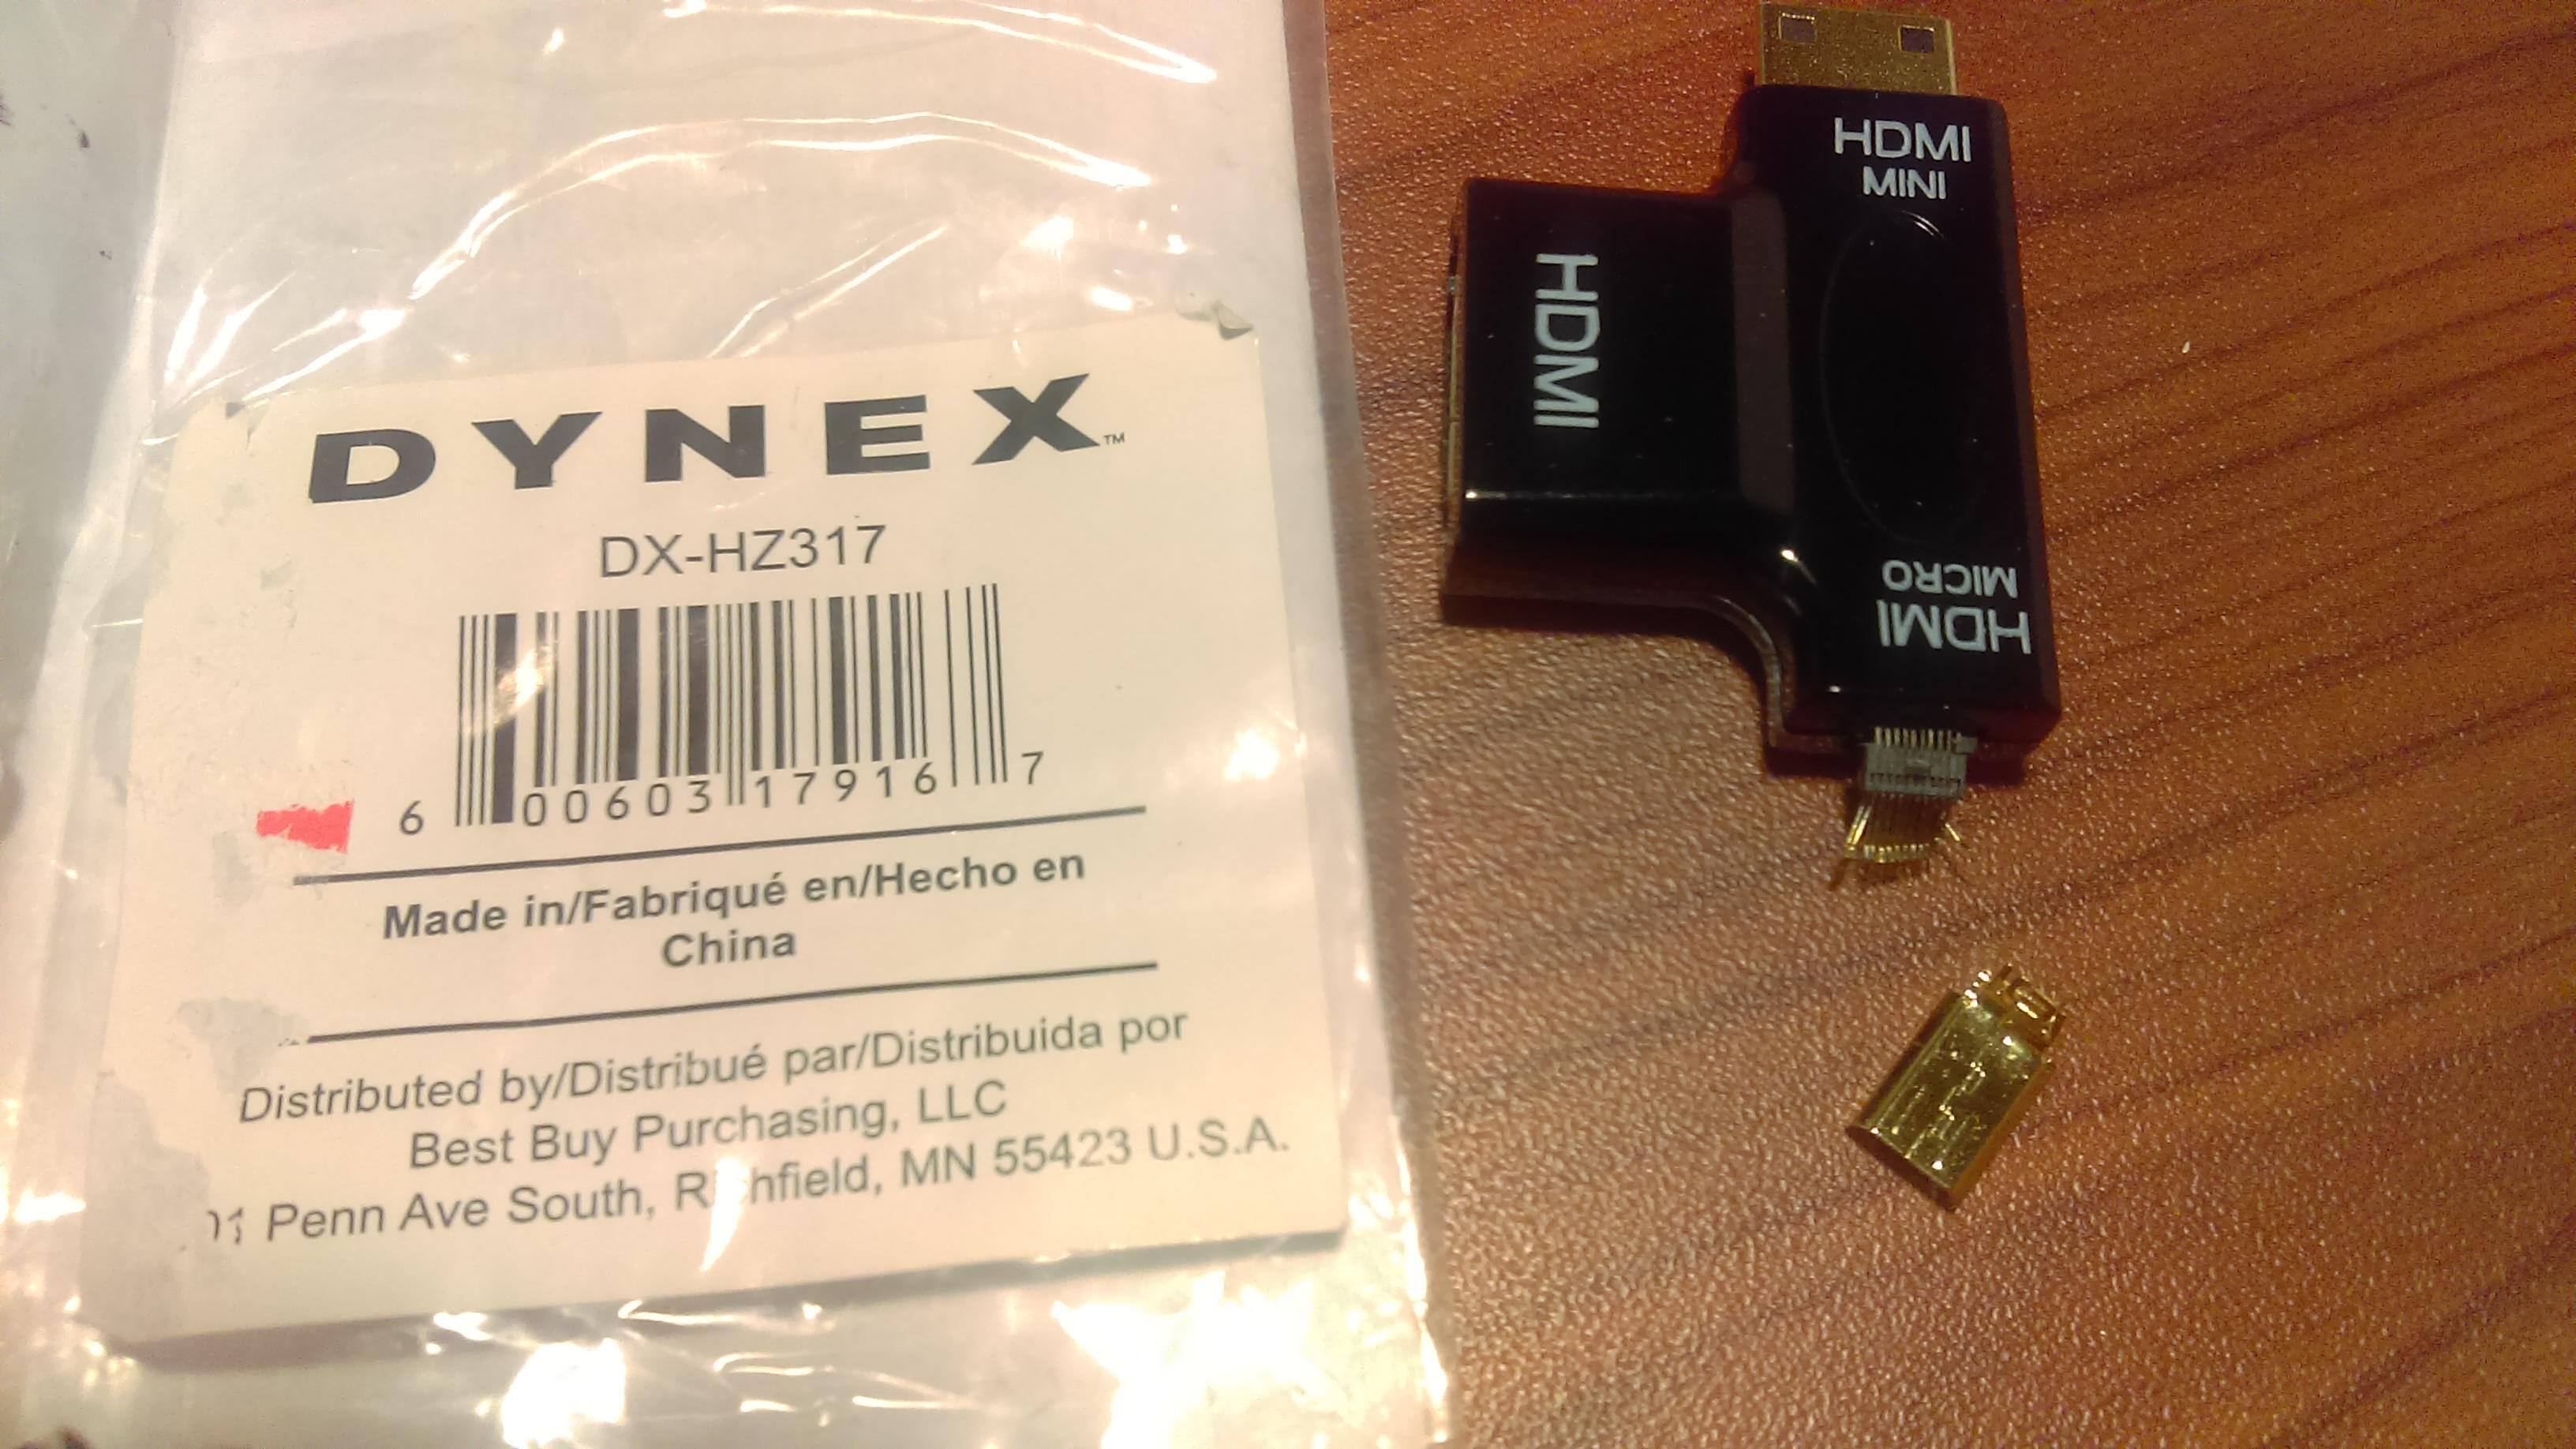 DYNEX™
DX-HZ317
6 00603 17916 7
Made in/Fabriqué en/Hecho en
China
Distributed by/Distribué par/Distribuida por
Best Buy Purchasing, LLC
1 Penn Ave South, Richfield, MN 55423 U.S.A.
HDMI
MINI
HDMI
HDMI
MICRO